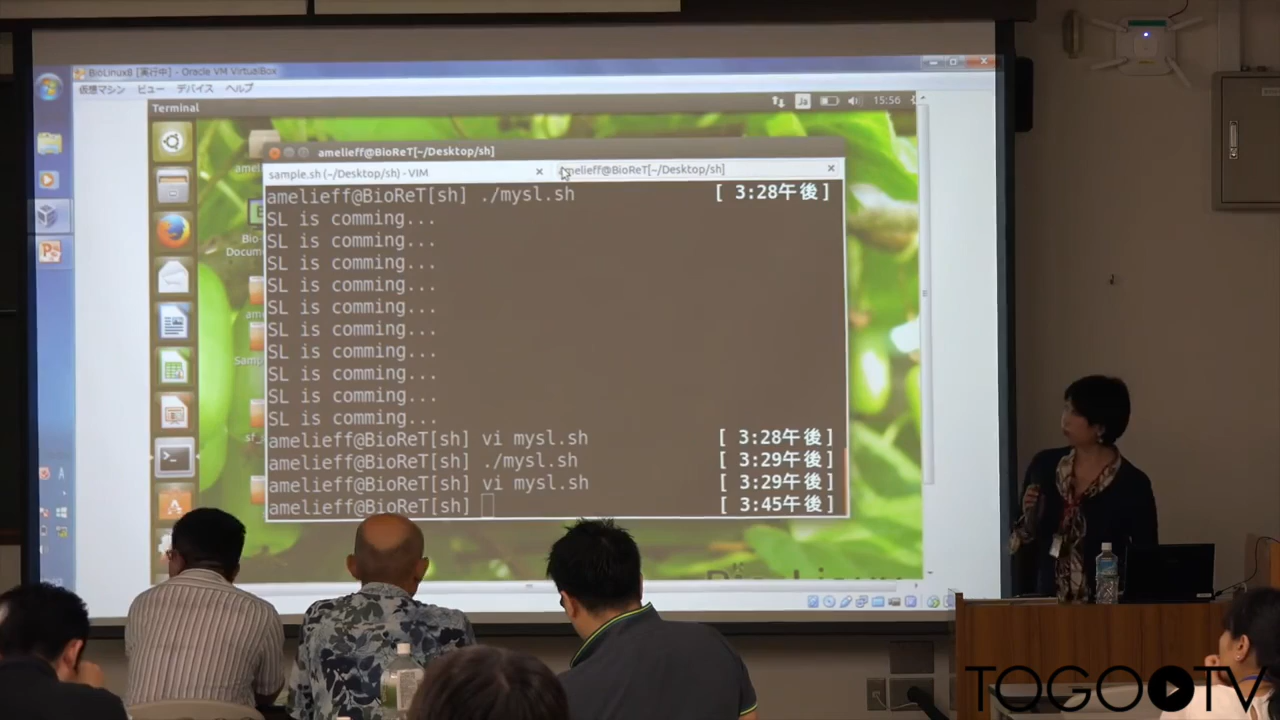 BioLinux8 [実行中] - Oracle VM VirtualBox
仮想マシン ビュー デバイス ヘルプ
Terminal
Ja
15:56
amelieff@BioReT[~/Desktop/sh]
sample.sh (~/Desktop/sh) - VIM
amelieff@BioReT[~/Desktop/sh]
amelieff@BioReT[sh] ./mysl.sh [ 3:28午後]
SL is comming...
SL is comming...
SL is comming...
SL is comming...
SL is comming...
SL is comming...
SL is comming...
SL is comming...
SL is comming...
SL is comming...
amelieff@BioReT[sh] vi mysl.sh [ 3:28午後]
amelieff@BioReT[sh] ./mysl.sh [ 3:29午後]
amelieff@BioReT[sh] vi mysl.sh [ 3:29午後]
amelieff@BioReT[sh] [ 3:45午後]
TOGOTV